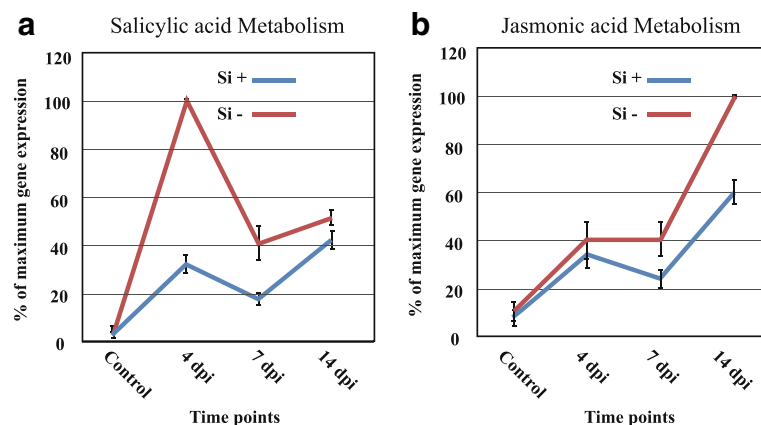 a
Salicylic acid Metabolism
% of maximum gene expression
120
100
80
60
40
20
0
Si +
Si -
Control
4 dpi
7 dpi
14 dpi
Time points
b
Jasmonic acid Metabolism
% of maximum gene expression
120
100
80
60
40
20
0
Si +
Si -
Control
4 dpi
7 dpi
14 dpi
Time points